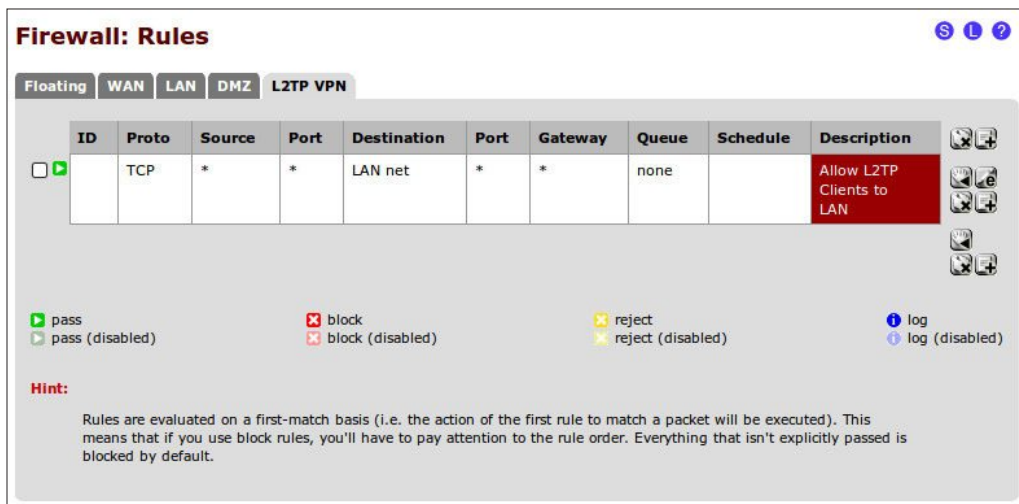 Firewall: Rules
S L ?
Floating WAN LAN DMZ L2TP VPN
ID Proto Source Port Destination Port Gateway Queue Schedule Description
TCP * * LAN net * * none Allow L2TP
Clients to
LAN
e
pass block reject log
pass (disabled) block (disabled) reject (disabled) log (disabled)
Hint:
Rules are evaluated on a first-match basis (i.e. the action of the first rule to match a packet will be executed). This
means that if you use block rules, you'll have to pay attention to the rule order. Everything that isn't explicitly passed is
blocked by default.